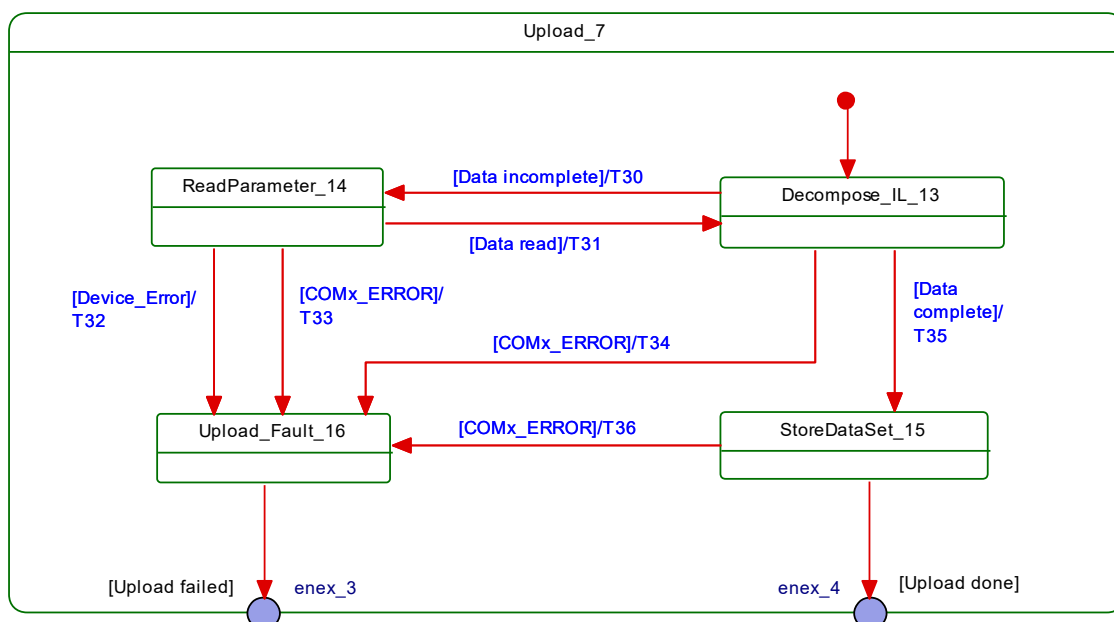 Upload_7
[Data incomplete]/T30
ReadParameter_14
Decompose_IL_13
[Data read]/T31
[Device_Error]/
T32
[COMx_ERROR]/
T33
[Data
complete]/
T35
[COMx_ERROR]/T34
Upload_Fault_16
[COMx_ERROR]/T36
StoreDataSet_15
[Upload failed]
enex_3
enex_4
[Upload done]